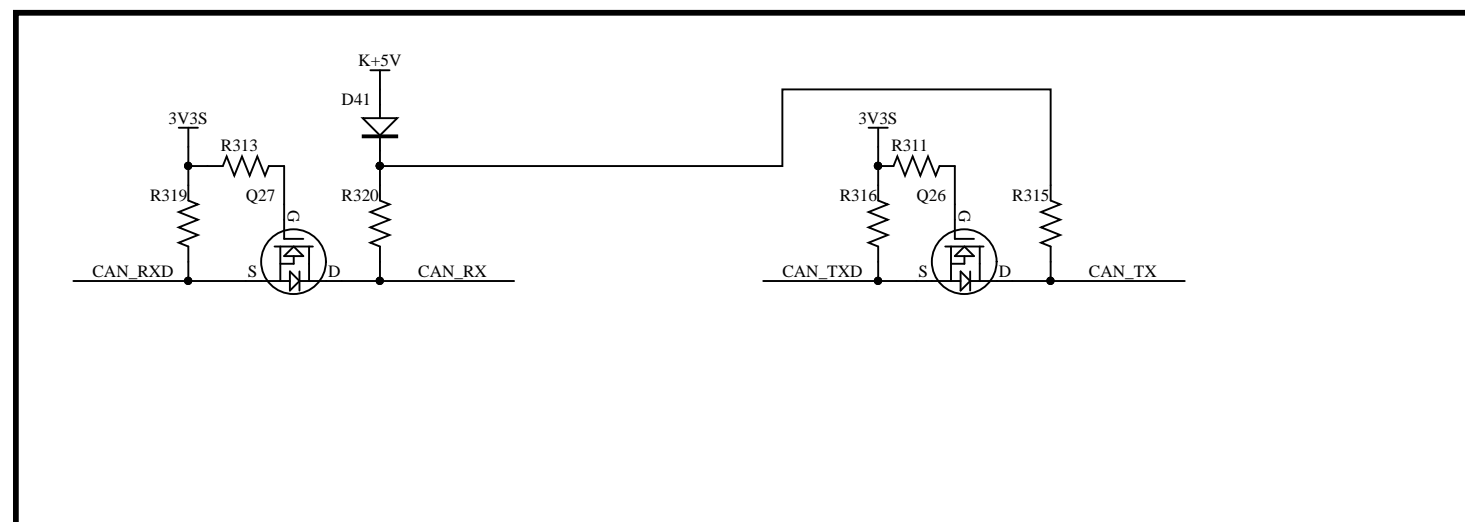 K+5V
D41
3V3S
3V3S
R313
R311
R319
Q27
R320
R316
Q26
R315
G
G
CAN_RXD
S
D
CAN_RX
CAN_TXD
S
D
CAN_TX